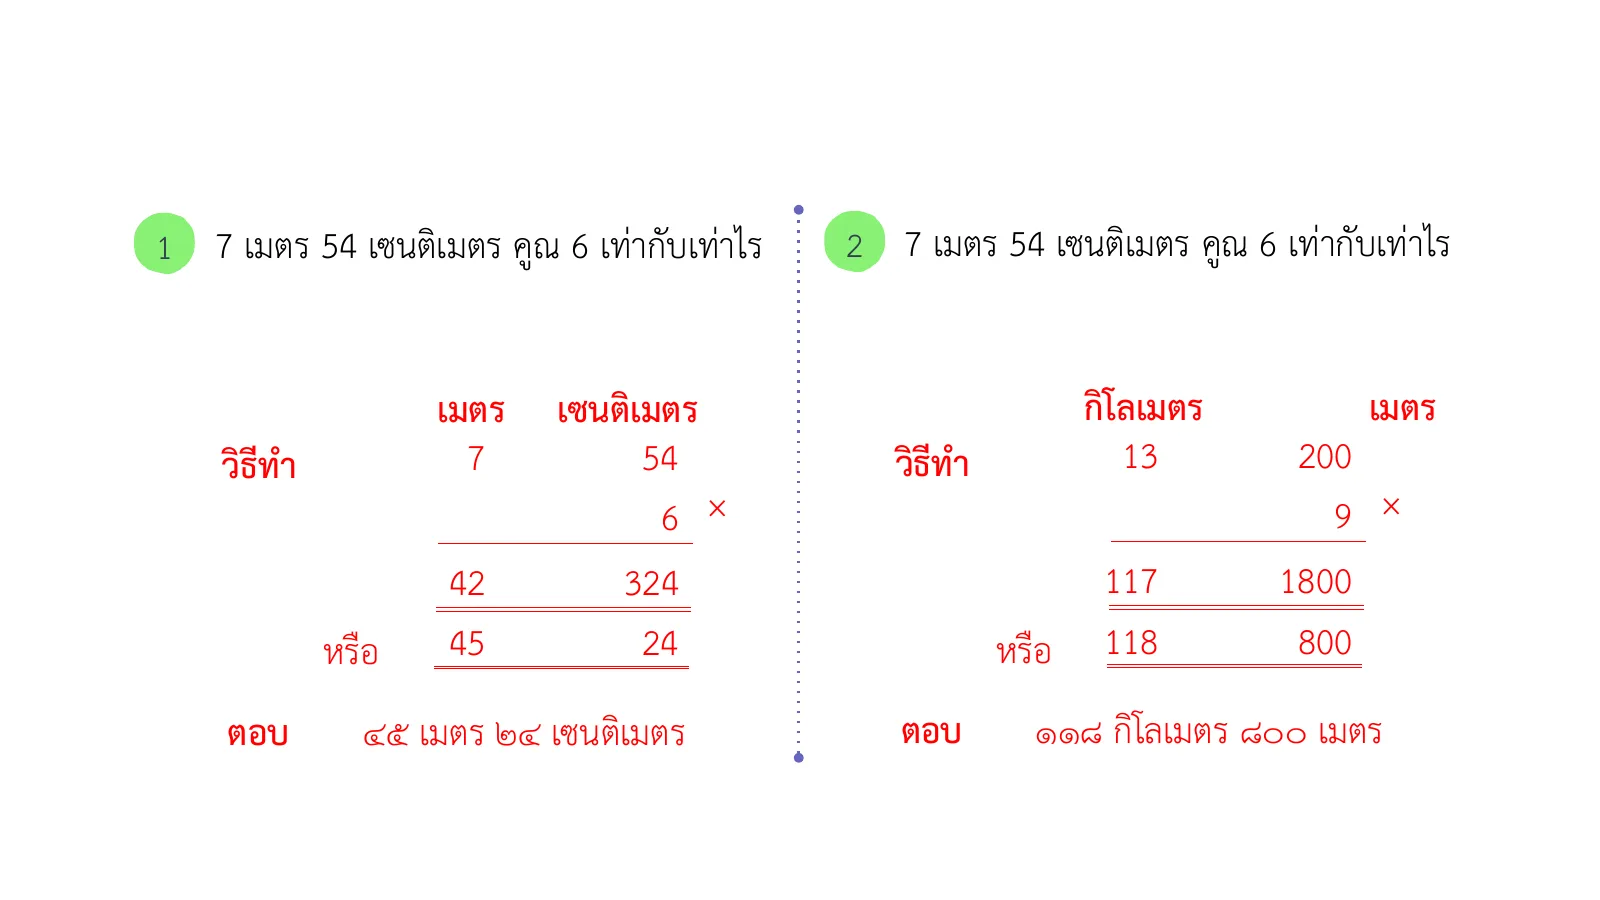 1 7 เมตร 54 เซนติเมตร คูณ 6 เท่ากับเท่าไร
เมตร เซนติเมตร
วิธีทำ 7 54
6 ×
42 324
หรือ 45 24
ตอบ ๔๕ เมตร ๒๔ เซนติเมตร
2 7 เมตร 54 เซนติเมตร คูณ 6 เท่ากับเท่าไร
กิโลเมตร เมตร
วิธีทำ 13 200
9 ×
117 1800
หรือ 118 800
ตอบ ๑๑๘ กิโลเมตร ๘๐๐ เมตร